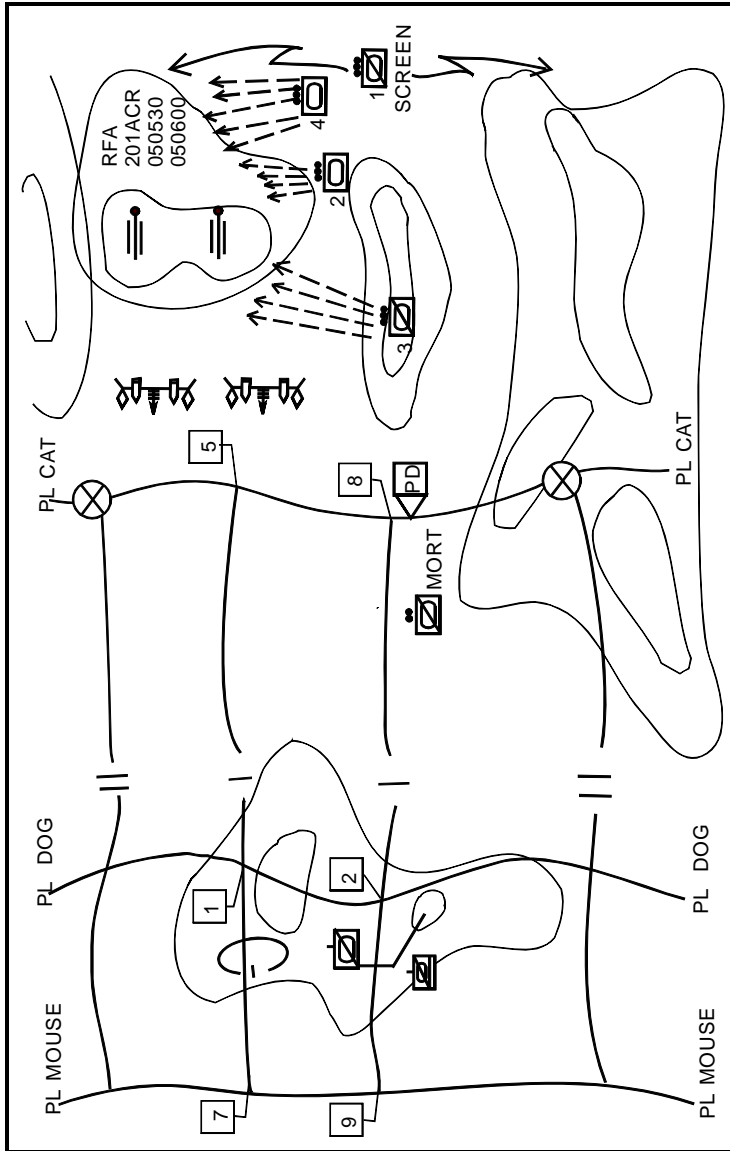 PL MOUSE
PL DOG
PL CAT
RFA
201ACR
050530
050600
7
1
5
4
2
9
2
8
1
SCREEN
3
PD
MORT
PL MOUSE
PL DOG
PL CAT